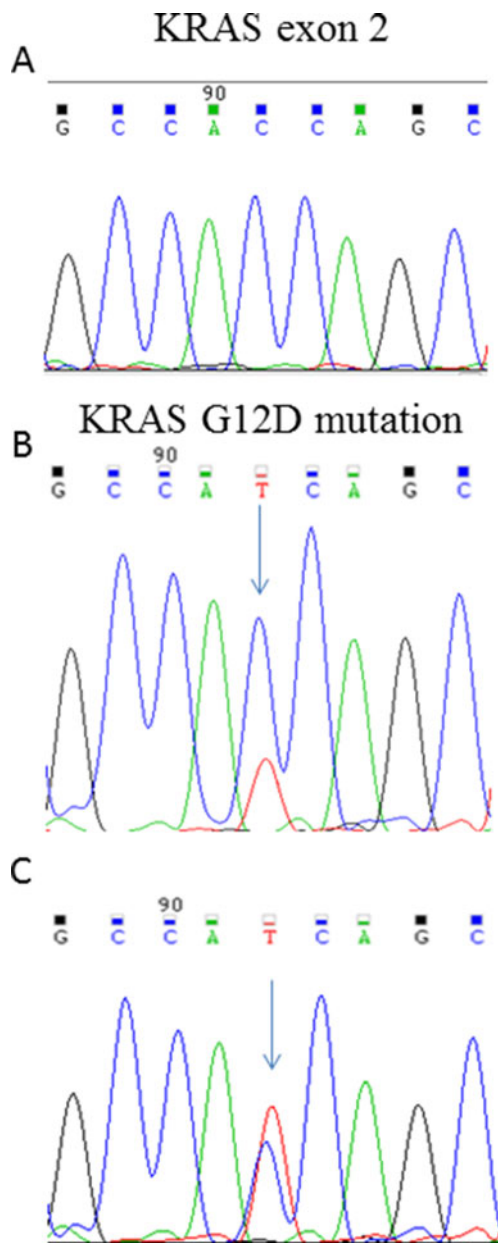 KRAS exon 2
A
90
G C C A C C A G C
KRAS G12D mutation
B
90
G C C A T C A G C
C
90
G C C A T C A G C